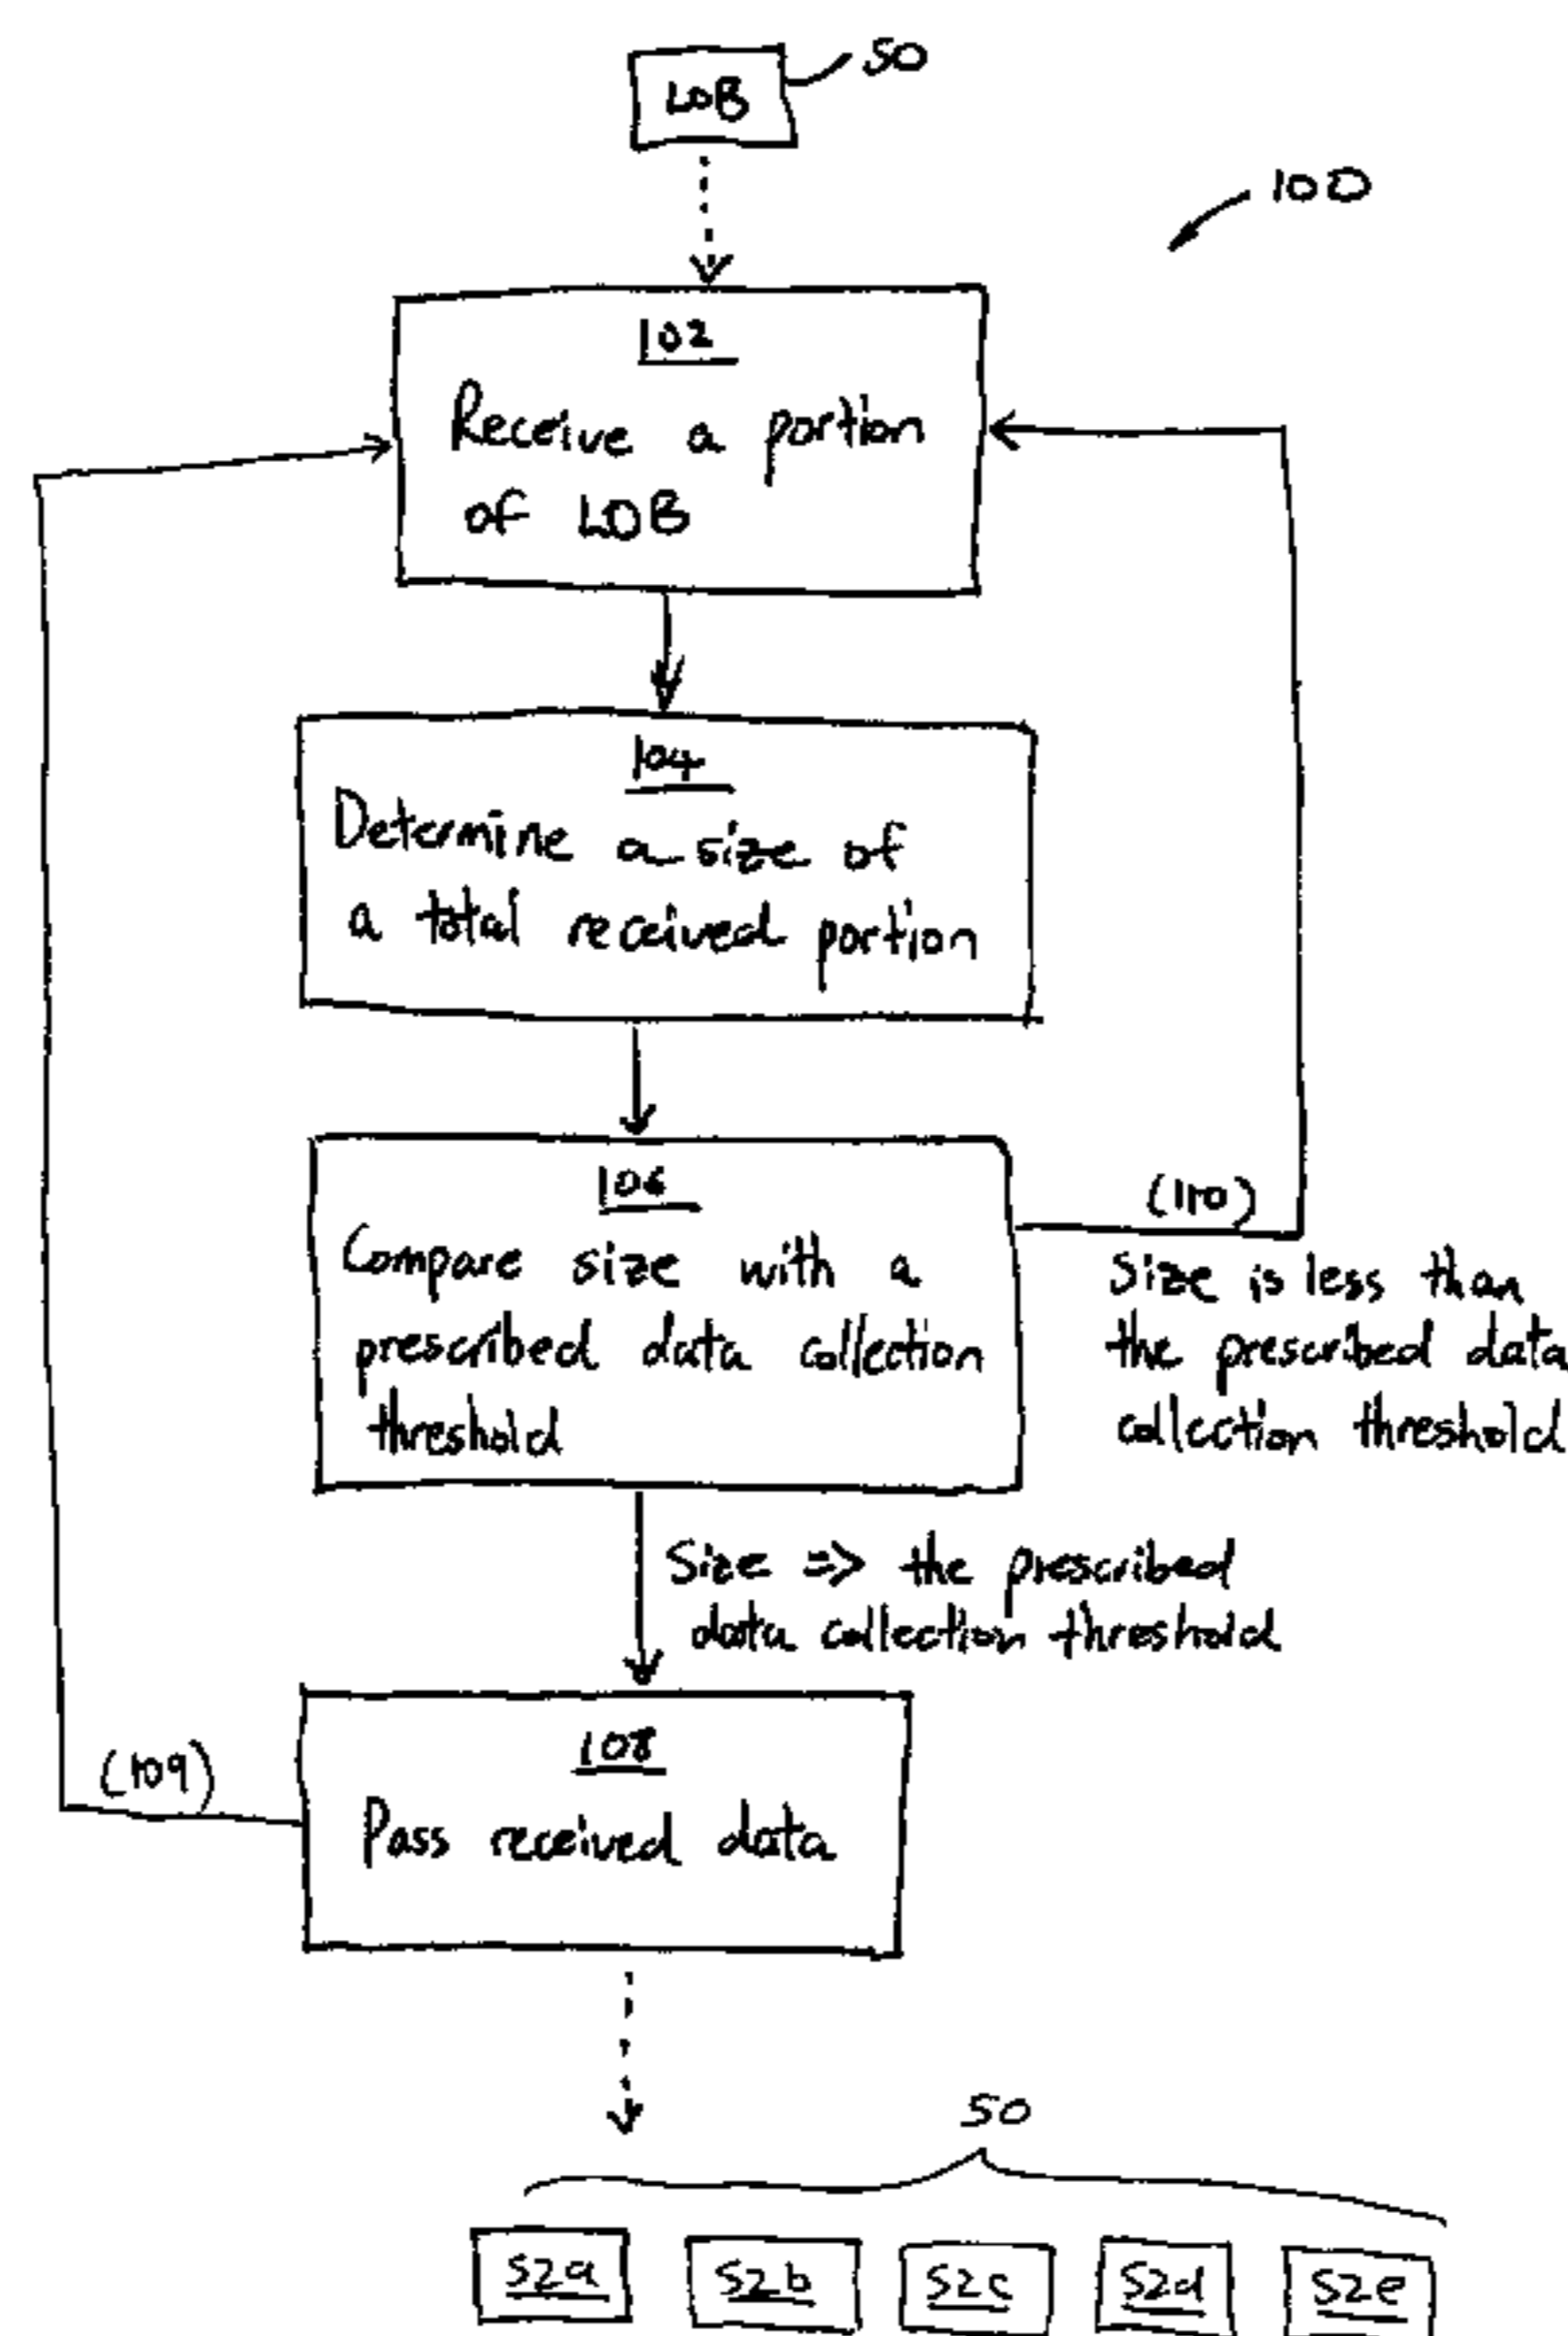 LOB
50
100
102
Receive a portion
of LOB
104
Determine a size of
a total received portion
106
Compare size with a
prescribed data collection
threshold
(110)
Size is less than
the prescribed data
collection threshold
Size => the prescribed
data collection threshold
108
Pass received data
(109)
50
52a
52b
52c
52d
52e